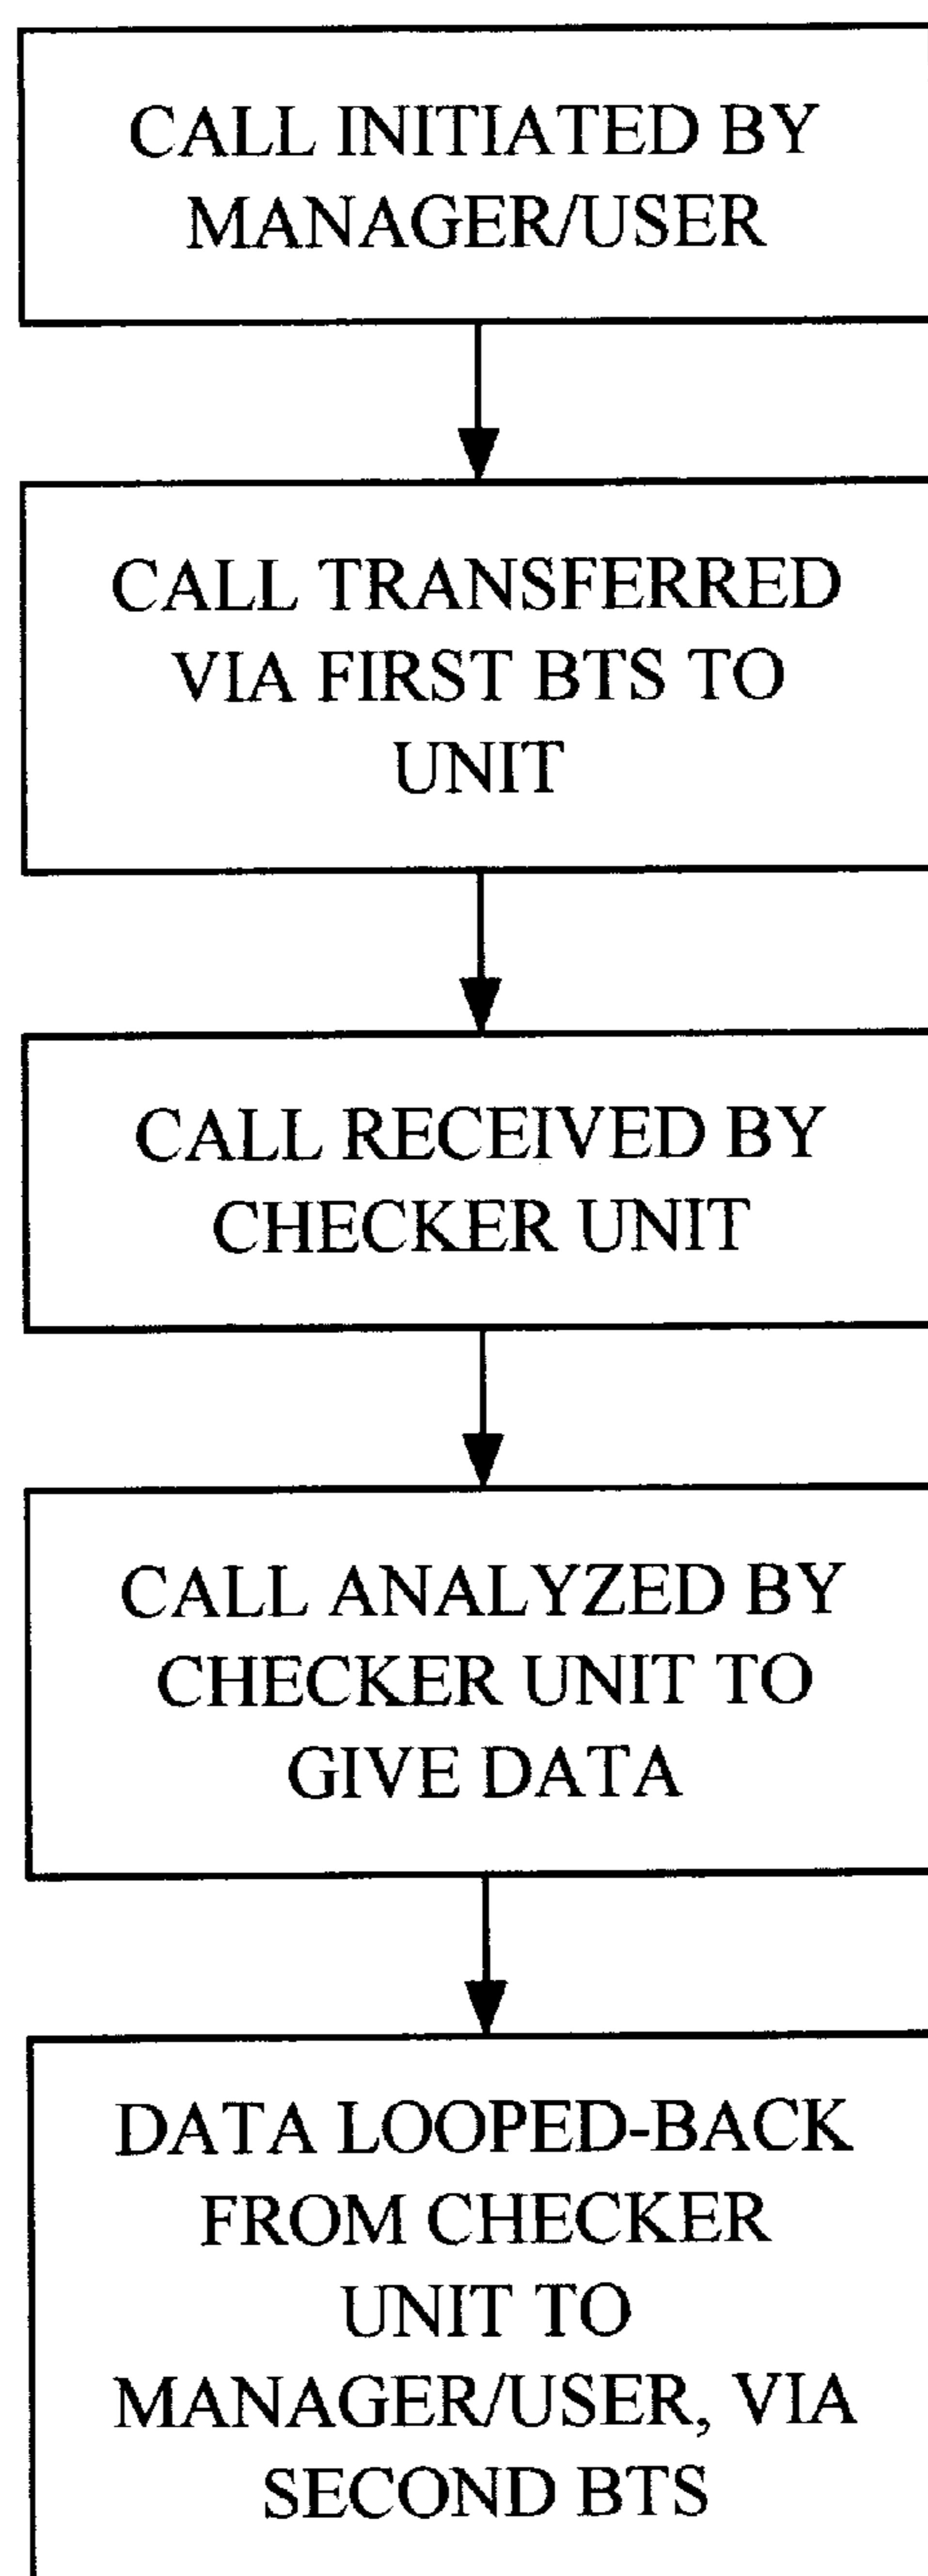 CALL INITIATED BY
MANAGER/USER
CALL TRANSFERRED
VIA FIRST BTS TO
UNIT
CALL RECEIVED BY
CHECKER UNIT
CALL ANALYZED BY
CHECKER UNIT TO
GIVE DATA
DATA LOOPED-BACK
FROM CHECKER
UNIT TO
MANAGER/USER, VIA
SECOND BTS